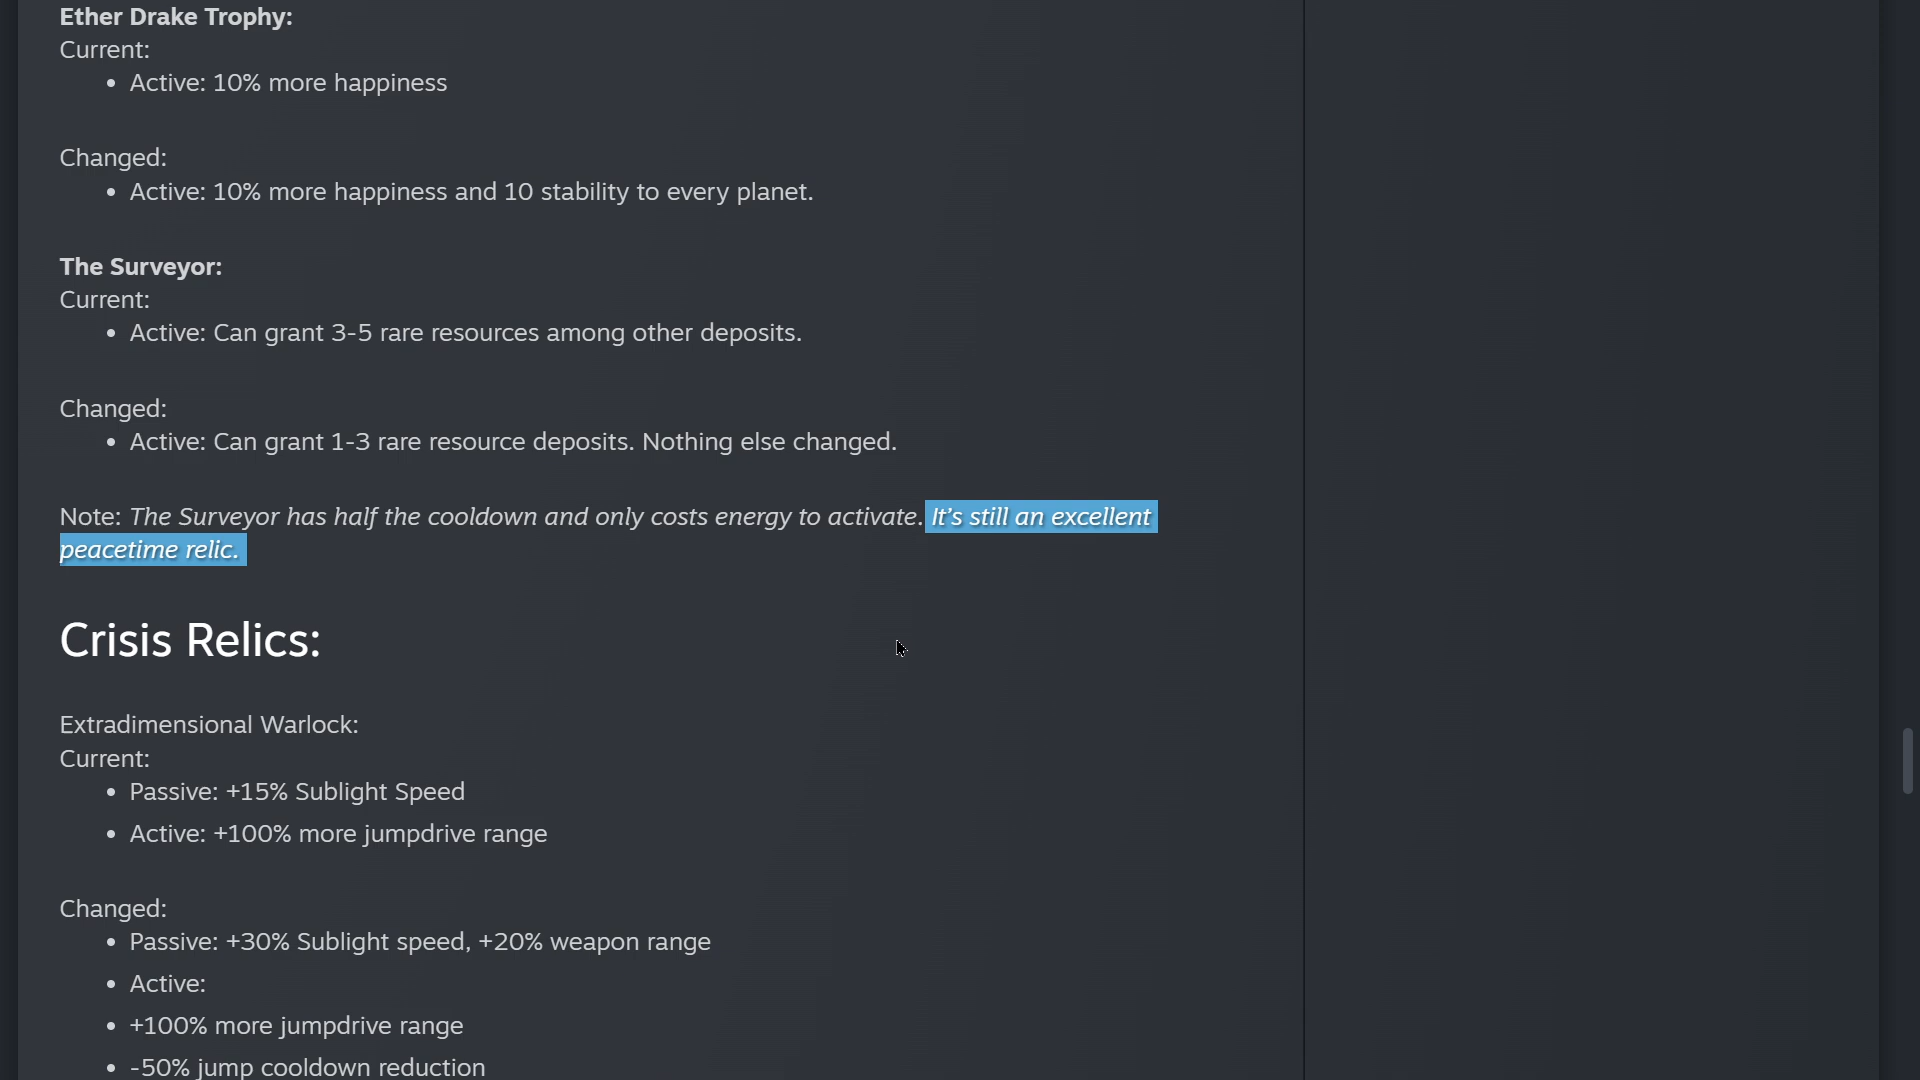 Ether Drake Trophy:
Current:
• Active: 10% more happiness
Changed:
• Active: 10% more happiness and 10 stability to every planet.
The Surveyor:
Current:
• Active: Can grant 3-5 rare resources among other deposits.
Changed:
• Active: Can grant 1-3 rare resource deposits. Nothing else changed.
Note: The Surveyor has half the cooldown and only costs energy to activate. It’s still an excellent
peacetime relic.
Crisis Relics:
Extradimensional Warlock:
Current:
• Passive: +15% Sublight Speed
• Active: +100% more jumpdrive range
Changed:
• Passive: +30% Sublight speed, +20% weapon range
• Active:
• +100% more jumpdrive range
• -50% jump cooldown reduction